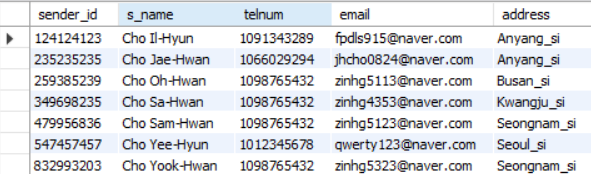 sender_id s_name telnum email address
124124123 Cho Il-Hyun 1091343289 fpdls915@naver.com Anyang_si
235235235 Cho Jae-Hwan 1066029294 jhcho0824@naver.com Anyang_si
259385239 Cho Oh-Hwan 1098765432 zinhg5113@naver.com Busan_si
349698235 Cho Sa-Hwan 1098765432 zinhg4353@naver.com Kwangju_si
479956836 Cho Sam-Hwan 1098765432 zinhg5123@naver.com Seongnam_si
547457457 Cho Yee-Hyun 1012345678 qwerty123@naver.com Seoul_si
832993203 Cho Yook-Hwan 1098765432 zinhg5323@naver.com Seongnam_si